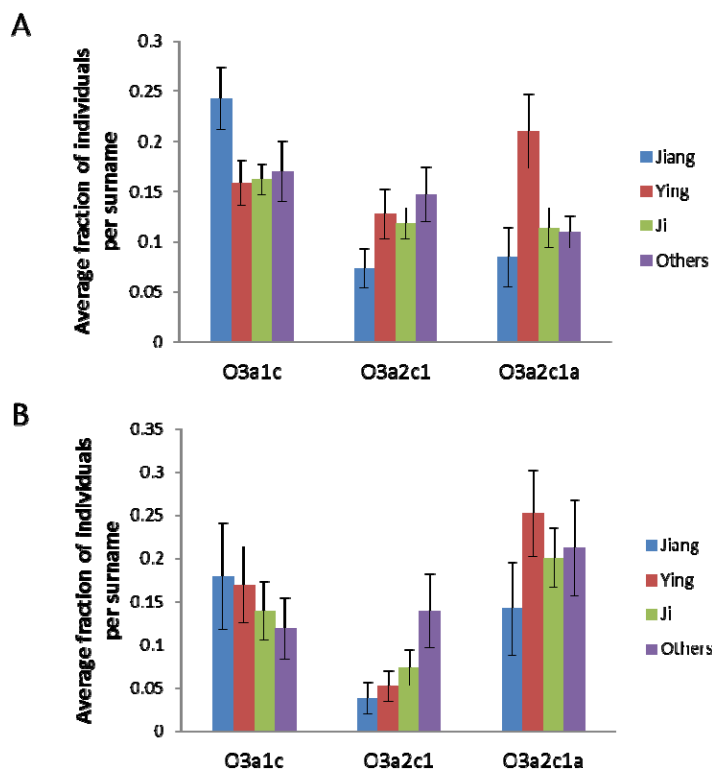 A
0.3
0.25
0.2
0.15
0.1
0.05
0
Average fraction of individuals
per surname
O3a1c
O3a2c1
O3a2c1a
Jiang
Ying
Ji
Others
B
0.35
0.3
0.25
0.2
0.15
0.1
0.05
0
Average fraction of individuals
per surname
O3a1c
O3a2c1
O3a2c1a
Jiang
Ying
Ji
Others